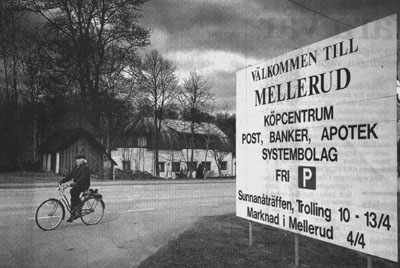 VÄLKOMMEN TILL
MELLERUD
KÖPCENTRUM
POST, BANKER, APOTEK
SYSTEMBOLAG
FRI P
Sunnanåträffen, Trolling 10 - 13/4
Marknad i Mellerud 4/4